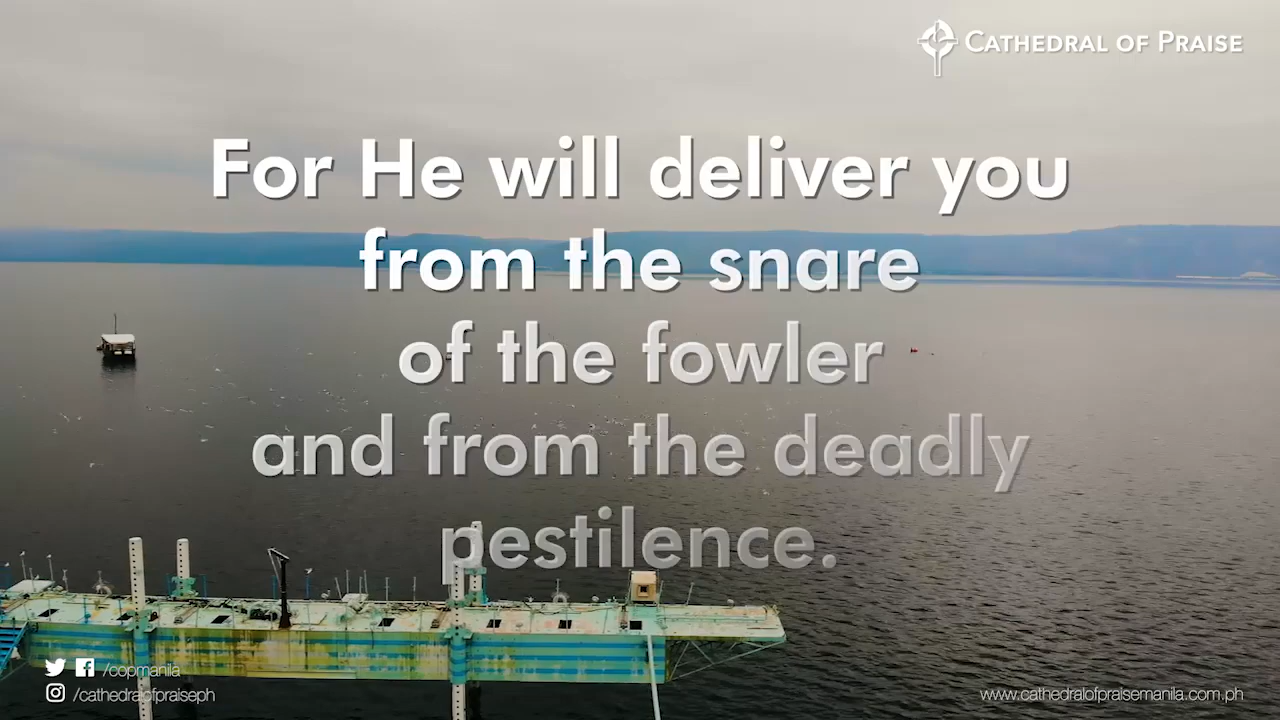 CATHEDRAL OF PRAISE
For He will deliver you
from the snare
of the fowler
and from the deadly
pestilence.
/copmanila
/cathedralofpraiseph
www.cathedralofpraisemanila.com.ph